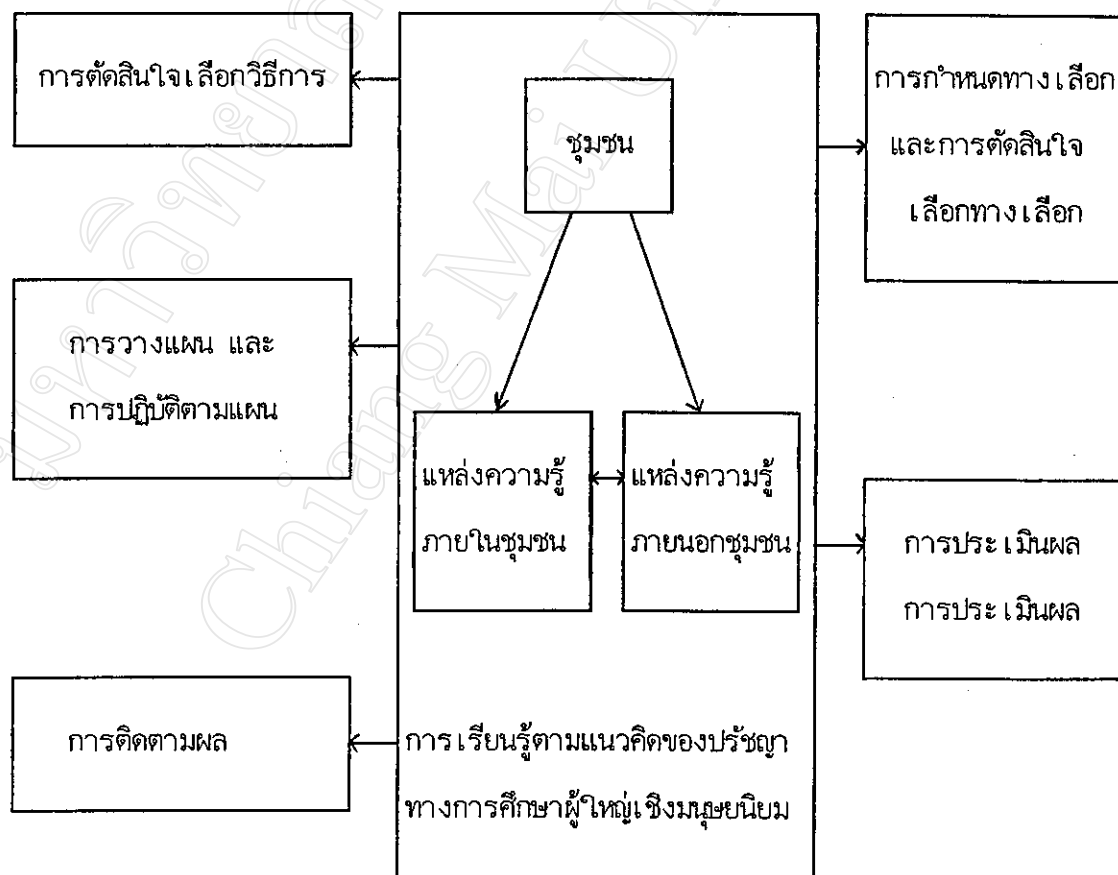 การตัดสินใจเลือกวิธีการ
ชุมชน
การกำหนดทางเลือก
และการตัดสินใจ
เลือกทางเลือก
การวางแผน และ
การปฏิบัติตามแผน
แหล่งความรู้
ภายในชุมชน
แหล่งความรู้
ภายนอกชุมชน
การประเมินผล
การประเมินผล
การติดตามผล
การเรียนรู้ตามแนวคิดของปรัชญา
ทางการศึกษาผู้ใหญ่เชิงมนุษยนิยม
Chiang Mai